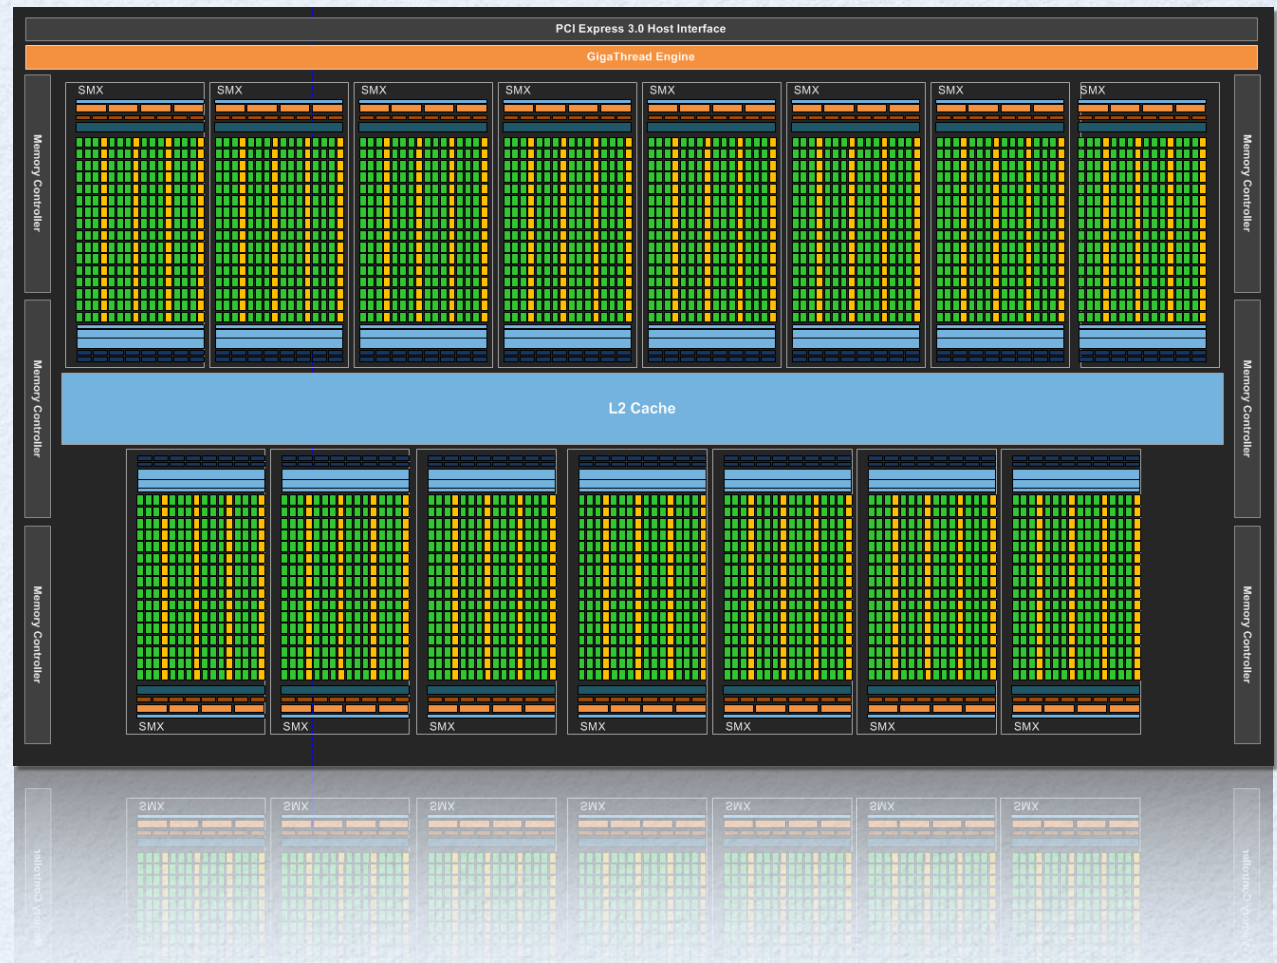 PCI Express 3.0 Host Interface
GigaThread Engine
SMX
SMX
SMX
SMX
SMX
SMX
SMX
SMX
Memory Controller
Memory Controller
Memory Controller
Memory Controller
L2 Cache
Memory Controller
Memory Controller
SMX
SMX
SMX
SMX
SMX
SMX
SMX